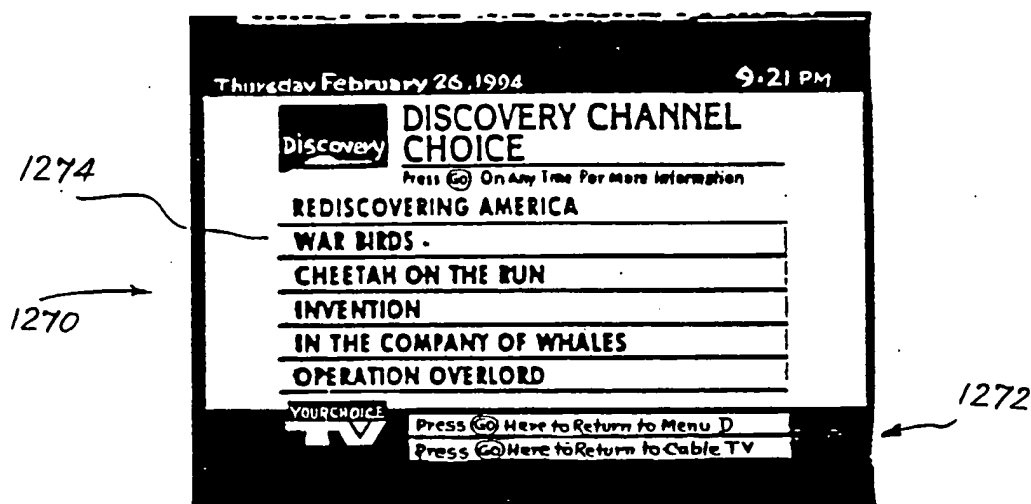 Thursday February 26, 1994 9:21 PM
Discovery
DISCOVERY CHANNEL
CHOICE
Press Go On Any Time For More Information
1274
REDISCOVERING AMERICA
WAR BIRDS
CHEETAH ON THE RUN
INVENTION
1270
IN THE COMPANY OF WHALES
OPERATION OVERLORD
1272
YOUR CHOICE
TV
Press Go Here to Return to Menu D
Press Go Here to Return to Cable TV